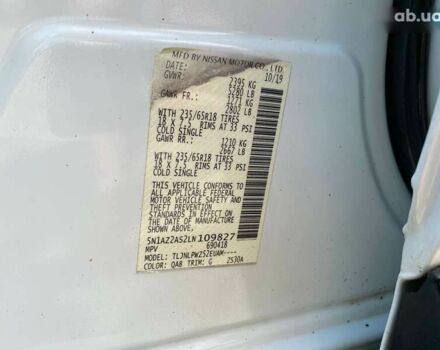 ab.ua
MFD BY NISSAN MOTOR CO., LTD.
DATE: 10/19
GVWR: 2395 KG
5280 LB
GAWR FR: 1271 KG
2802 LB
WITH 235/65R18 TIRES
18 X 7.5 RIMS AT 33 PSI
COLD SINGLE
GAWR RR: 1210 KG
2667 LB
WITH 235/65R18 TIRES
18 X 7.5 RIMS AT 33 PSI
COLD SINGLE
THIS VEHICLE CONFORMS TO
ALL APPLICABLE FEDERAL
MOTOR VEHICLE SAFETY AND
THEFT PREVENTION STANDARDS
IN EFFECT ON THE DATE OF
MANUFACTURE SHOWN
ABOVE.
5N1AZ2AS2LN109827
MPV 690418
MODEL: TLJNLPWZS2EUAM----
COLOR: QAB TRIM: G ZS30A